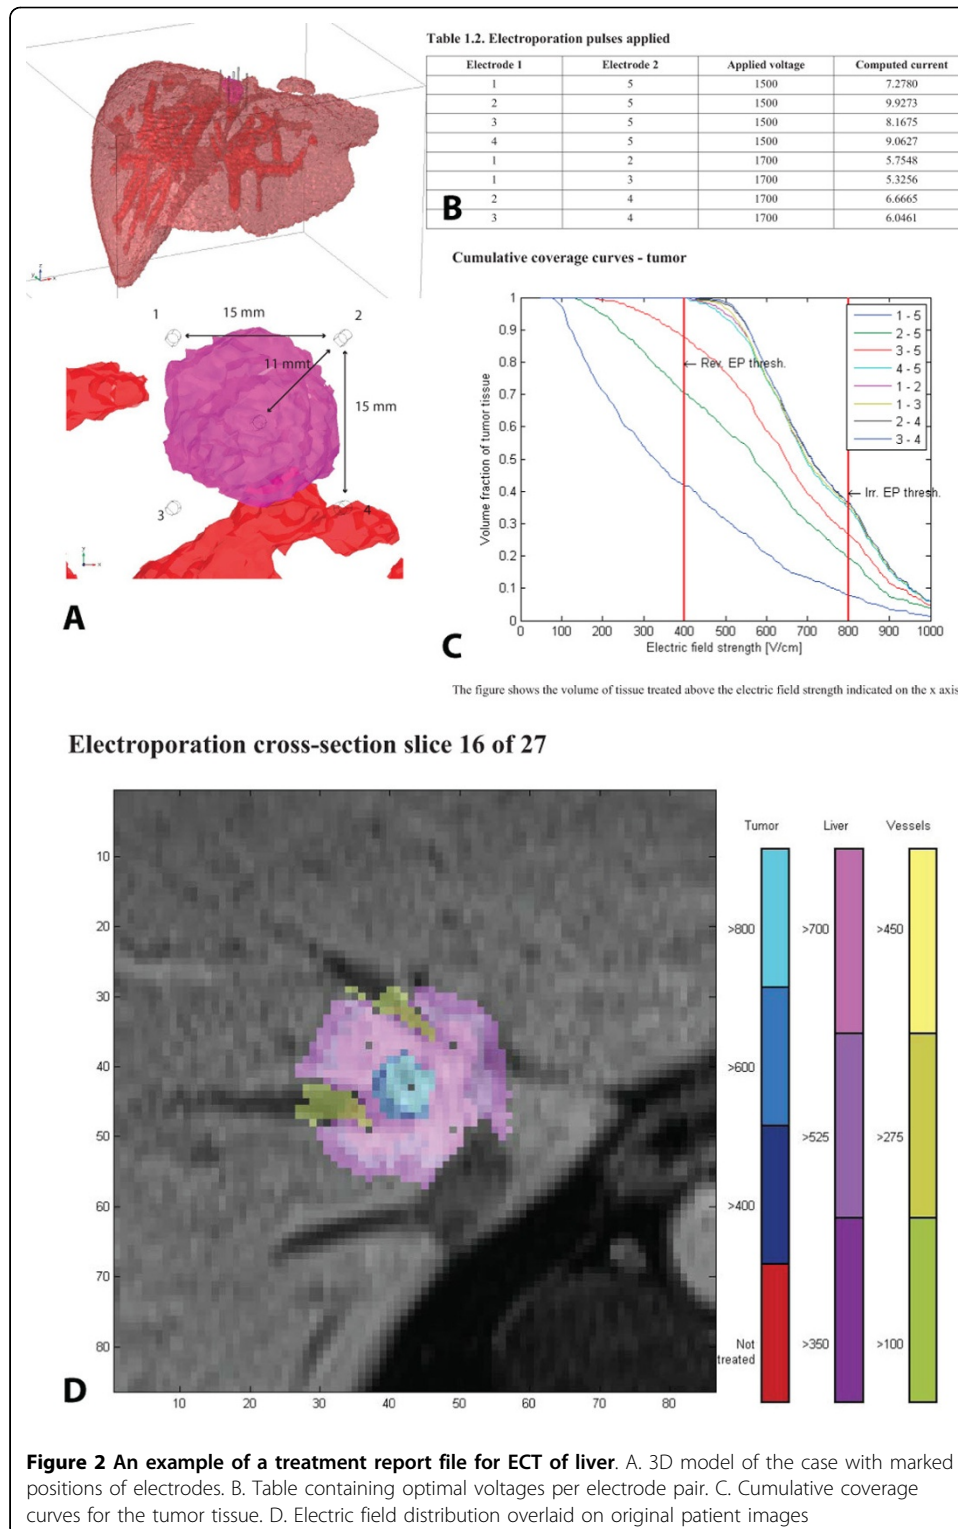 Table 1.2. Electroporation pulses applied
Electrode 1 Electrode 2 Applied voltage Computed current
1 5 1500 7.2780
2 5 1500 9.9273
3 5 1500 8.1675
4 5 1500 9.0627
1 2 1700 5.7548
1 3 1700 5.3256
2 4 1700 6.6665
3 4 1700 6.0461
B
1 15 mm 2
11 mmt
15 mm
3 4
A
Cumulative coverage curves - tumor
1
0.9
0.8
0.7
0.6
0.5
0.4
0.3
0.2
0.1
0
Volume fraction of tumor tissue
Rev. EP thresh.
Irr. EP thresh.
1 - 5
2 - 5
3 - 5
4 - 5
1 - 2
1 - 3
2 - 4
3 - 4
0 100 200 300 400 500 600 700 800 900 1000
Electric field strength [V/cm]
C
The figure shows the volume of tissue treated above the electric field strength indicated on the x axis
Electroporation cross-section slice 16 of 27
10
20
30
40
50
60
70
80
10 20 30 40 50 60 70 80
D
Tumor Liver Vessels
>800 >700 >450
>600
>525 >275
>400
Not
treated >350 >100
Figure 2 An example of a treatment report file for ECT of liver. A. 3D model of the case with marked
positions of electrodes. B. Table containing optimal voltages per electrode pair. C. Cumulative coverage
curves for the tumor tissue. D. Electric field distribution overlaid on original patient images